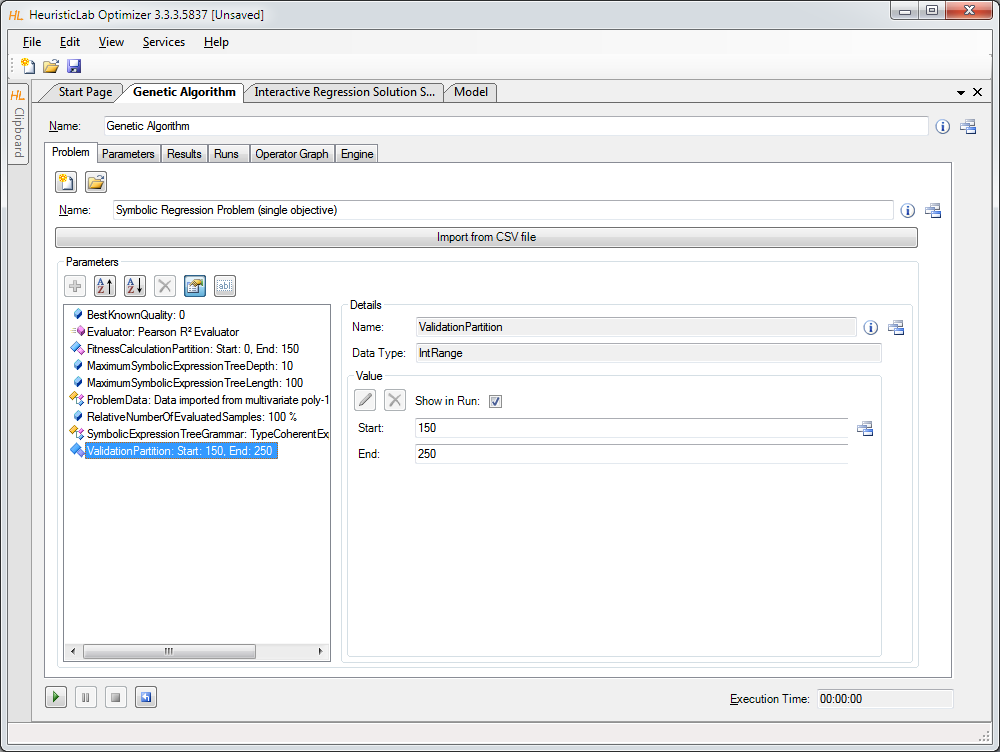 HL HeuristicLab Optimizer 3.3.3.5837 [Unsaved]
File Edit View Services Help
HL Clipboard
Start Page Genetic Algorithm Interactive Regression Solution S... Model
Name: Genetic Algorithm
Problem Parameters Results Runs Operator Graph Engine
Name: Symbolic Regression Problem (single objective)
Import from CSV file
Parameters
BestKnownQuality: 0
Evaluator: Pearson R² Evaluator
FitnessCalculationPartition: Start: 0, End: 150
MaximumSymbolicExpressionTreeDepth: 10
MaximumSymbolicExpressionTreeLength: 100
ProblemData: Data imported from multivariate poly-1
RelativeNumberOfEvaluatedSamples: 100 %
SymbolicExpressionTreeGrammar: TypeCoherentEx
ValidationPartition: Start: 150, End: 250
Details
Name: ValidationPartition
Data Type: IntRange
Value
Show in Run:
Start: 150
End: 250
Execution Time: 00:00:00